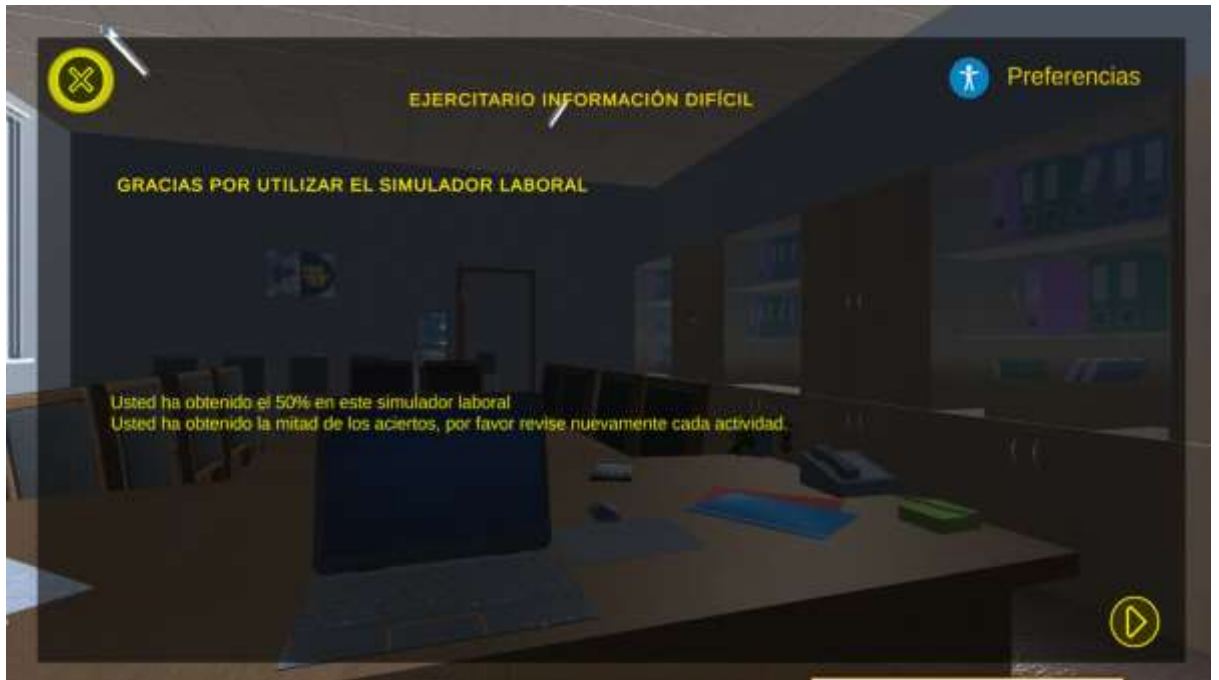 Preferencias
EJERCITARIO INFORMACIÓN DIFÍCIL
GRACIAS POR UTILIZAR EL SIMULADOR LABORAL
Usted ha obtenido el 50% en este simulador laboral
Usted ha obtenido la mitad de los aciertos, por favor revise nuevamente cada actividad.